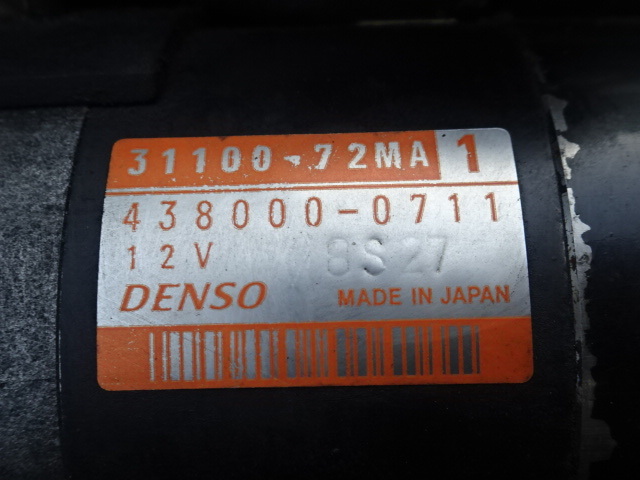 31100-72MA 1
438000-0711
12V 8S27
DENSO MADE IN JAPAN